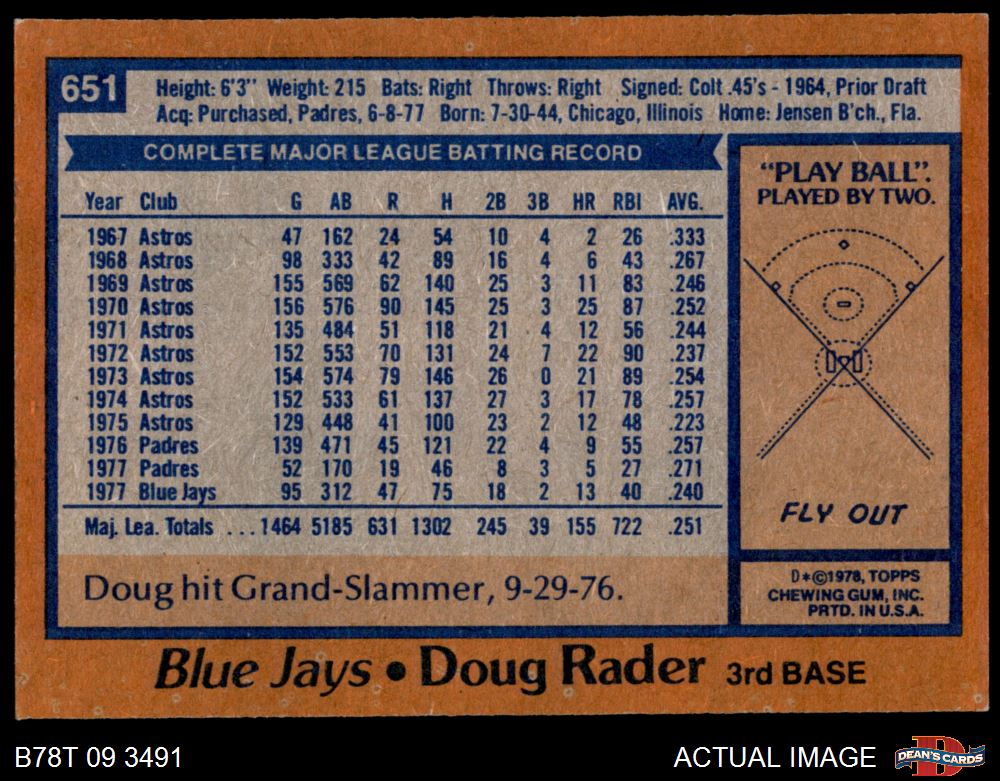 651
Height: 6'3" Weight: 215 Bats: Right Throws: Right Signed: Colt .45's - 1964, Prior Draft
Acq: Purchased, Padres, 6-8-77 Born: 7-30-44, Chicago, Illinois Home: Jensen B'ch., Fla.
COMPLETE MAJOR LEAGUE BATTING RECORD
Year Club G AB R H 2B 3B HR RBI AVG.
1967 Astros 47 162 24 54 10 4 2 26 .333
1968 Astros 98 333 42 89 16 4 6 43 .267
1969 Astros 155 569 62 140 25 3 11 83 .246
1970 Astros 156 576 90 145 25 3 25 87 .252
1971 Astros 135 484 51 118 21 4 12 56 .244
1972 Astros 152 553 70 131 24 7 22 90 .237
1973 Astros 154 574 79 146 26 0 21 89 .254
1974 Astros 152 533 61 137 27 3 17 78 .257
1975 Astros 129 448 41 100 23 2 12 48 .223
1976 Padres 139 471 45 121 22 4 9 55 .257
1977 Padres 52 170 19 46 8 3 5 27 .271
1977 Blue Jays 95 312 47 75 18 2 13 40 .240
Maj. Lea. Totals ... 1464 5185 631 1302 245 39 155 722 .251
Doug hit Grand-Slammer, 9-29-76.
"PLAY BALL".
PLAYED BY TWO.
FLY OUT
D*©1978, TOPPS
CHEWING GUM, INC.
PRTD. IN U.S.A.
Blue Jays • Doug Rader 3rd BASE
B78T 09 3491
ACTUAL IMAGE
D
DEAN'S CARDS